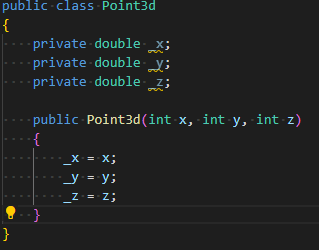 public class Point3d
{
    private double _x;
    private double _y;
    private double _z;

    public Point3d(int x, int y, int z)
    {
        _x = x;
        _y = y;
        _z = z;
    }
}